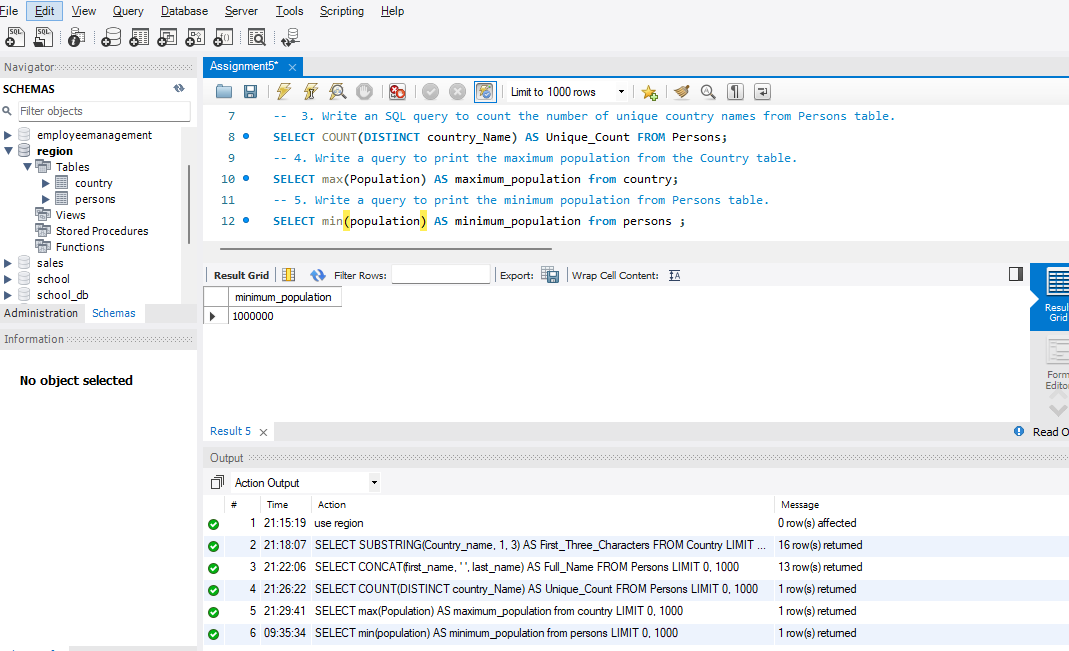 File Edit View Query Database Server Tools Scripting Help
Navigator
SCHEMAS
Filter objects
employeemanagement
region
Tables
country
persons
Views
Stored Procedures
Functions
sales
school
school_db
Administration Schemas
Information
No object selected
Assignment5*
Limit to 1000 rows
7 -- 3. Write an SQL query to count the number of unique country names from Persons table.
8 SELECT COUNT(DISTINCT country_Name) AS Unique_Count FROM Persons;
9 -- 4. Write a query to print the maximum population from the Country table.
10 SELECT max(Population) AS maximum_population from country;
11 -- 5. Write a query to print the minimum population from Persons table.
12 SELECT min(population) AS minimum_population from persons ;
Result Grid Filter Rows: Export: Wrap Cell Content:
minimum_population
1000000
Result
Grid
Form
Edito
Result 5
Read O
Output
Action Output
# Time Action Message
1 21:15:19 use region 0 row(s) affected
2 21:18:07 SELECT SUBSTRING(Country_name, 1, 3) AS First_Three_Characters FROM Country LIMIT ... 16 row(s) returned
3 21:22:06 SELECT CONCAT(first_name, ' ', last_name) AS Full_Name FROM Persons LIMIT 0, 1000 13 row(s) returned
4 21:26:22 SELECT COUNT(DISTINCT country_Name) AS Unique_Count FROM Persons LIMIT 0, 1000 1 row(s) returned
5 21:29:41 SELECT max(Population) AS maximum_population from country LIMIT 0, 1000 1 row(s) returned
6 09:35:34 SELECT min(population) AS minimum_population from persons LIMIT 0, 1000 1 row(s) returned